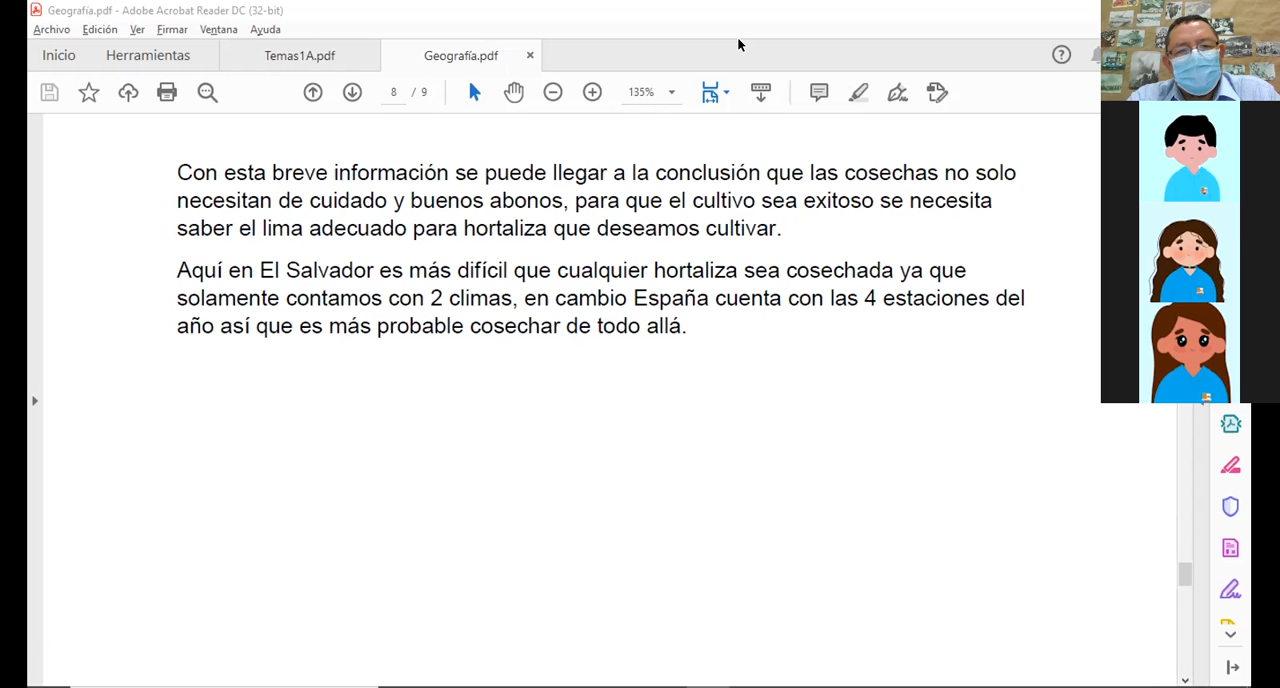 Geografía.pdf - Adobe Acrobat Reader DC (32-bit)
Archivo Edición Ver Firmar Ventana Ayuda
Inicio Herramientas Temas1A.pdf Geografía.pdf ×
8 / 9 135%
Con esta breve información se puede llegar a la conclusión que las cosechas no solo
necesitan de cuidado y buenos abonos, para que el cultivo sea exitoso se necesita
saber el lima adecuado para hortaliza que deseamos cultivar.
Aquí en El Salvador es más difícil que cualquier hortaliza sea cosechada ya que
solamente contamos con 2 climas, en cambio España cuenta con las 4 estaciones del
año así que es más probable cosechar de todo allá.